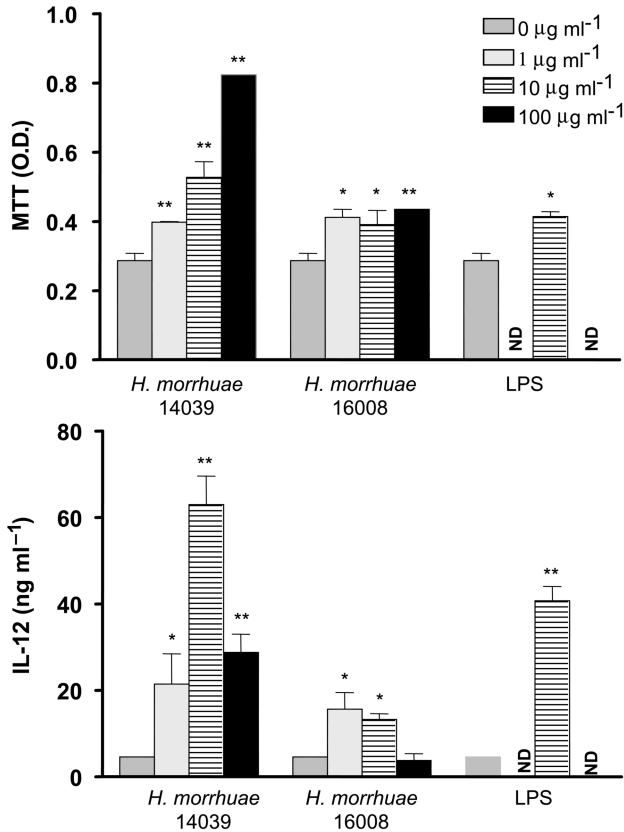 MTT (O.D.)
1.0
0.8
0.6
0.4
0.2
0.0
0 μg ml-1
1 μg ml-1
10 μg ml-1
100 μg ml-1
** ** **
* * **
*
ND ND
H. morrhuae
14039
H. morrhuae
16008
LPS
IL-12 (ng ml−1)
80
60
40
20
0
* ** **
* *
**
ND ND
H. morrhuae
14039
H. morrhuae
16008
LPS